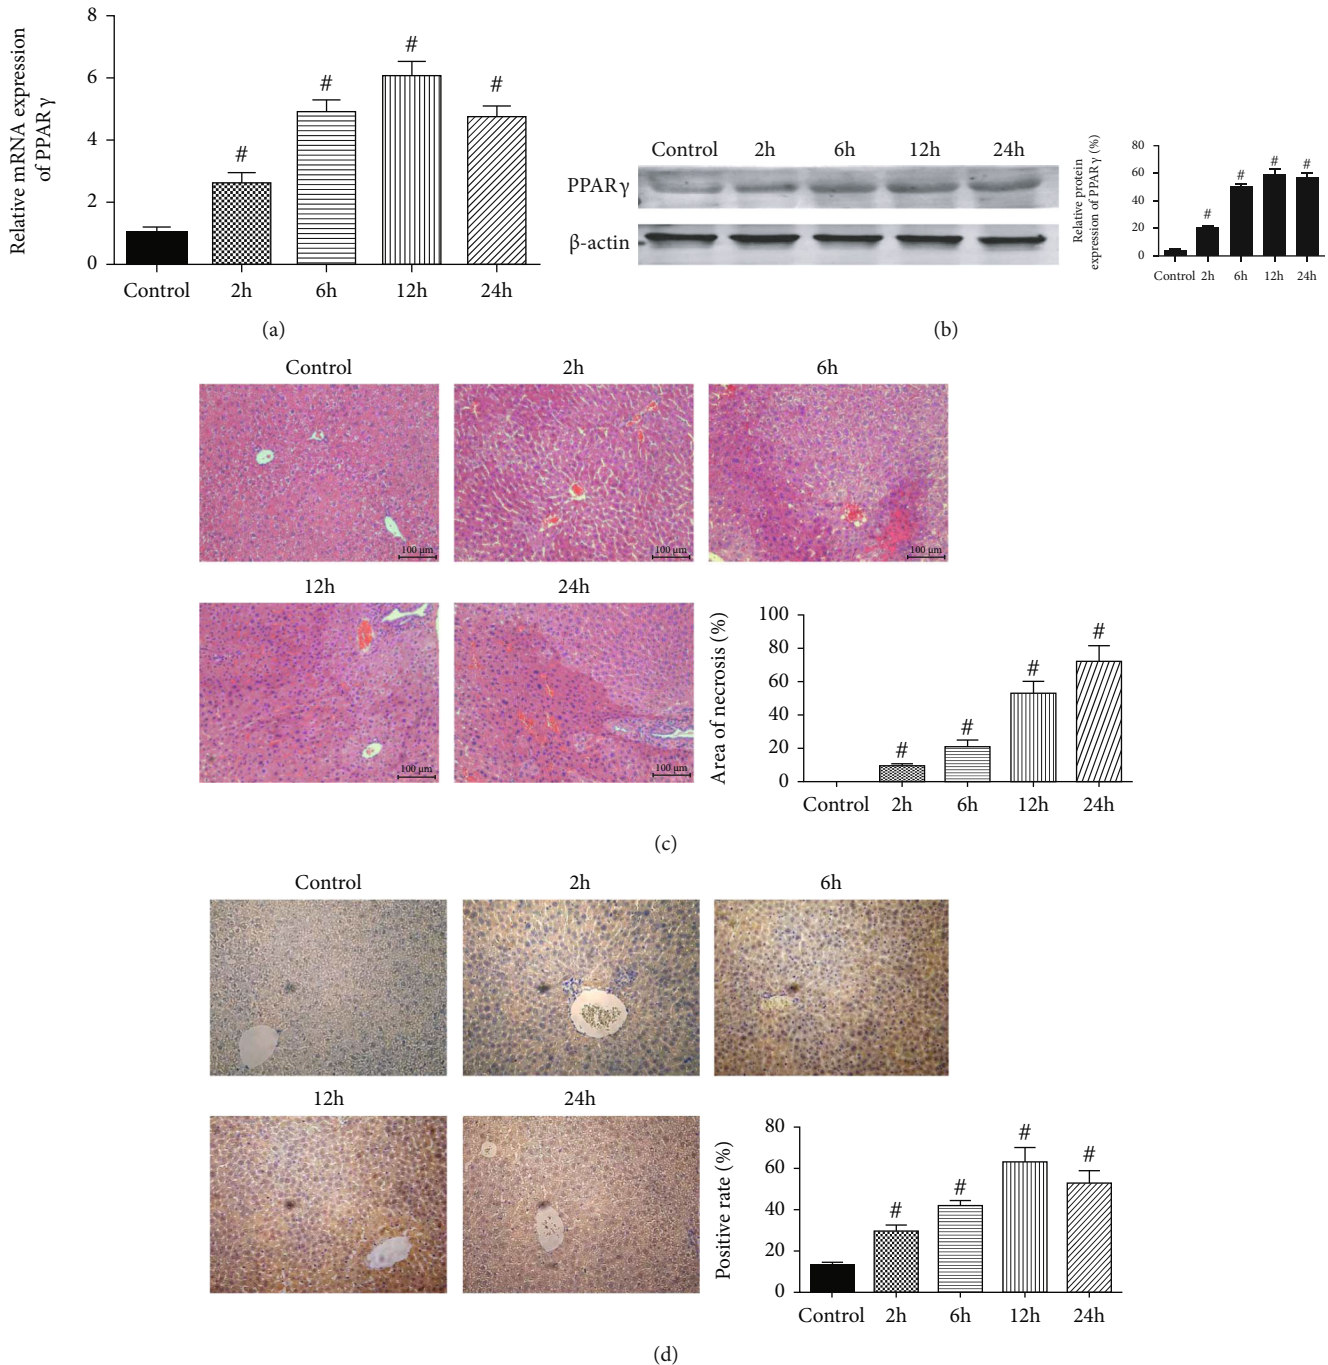 Relative mRNA expression
of PPAR γ
8
6
4
2
0
#
#
#
#
Control
2h
6h
12h
24h
(a)
Control
2h
6h
12h
24h
PPAR γ
β-actin
Relative protein
expression of PPAR γ (%)
80
60
40
20
0
#
#
#
#
Control
2h
6h
12h
24h
(b)
Control
2h
6h
100 μm
100 μm
100 μm
12h
24h
100 μm
100 μm
Area of necrosis (%)
100
80
60
40
20
0
#
#
#
#
Control
2h
6h
12h
24h
(c)
Control
2h
6h
12h
24h
Positive rate (%)
80
60
40
20
0
#
#
#
#
Control
2h
6h
12h
24h
(d)